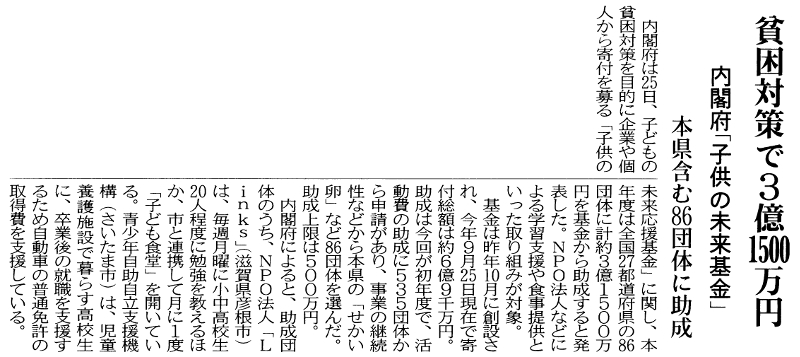 貧困対策で3億1500万円
内閣府「子供の未来基金」
本県含む86団体に助成
内閣府は25日、子どもの
貧困対策を目的に企業や個
人から寄付を募る「子供の
未来応援基金」に関し、本
年度は全国27都道府県の86
団体に計約3億1500万
円を基金から助成すると発
表した。NPO法人などに
よる学習支援や食事提供と
いった取り組みが対象。
基金は昨年10月に創設さ
れ、今年9月25日現在で寄
付総額は約6億9千万円。
助成は今回が初年度で、活
動費の助成に535団体か
ら申請があり、事業の継続
性などから本県の「せかい
卵」など86団体を選んだ。
助成上限は500万円。
内閣府によると、助成団
体のうち、NPO法人「L
inks」(滋賀県彦根市)
は、毎週月曜に小中高校生
20人程度に勉強を教えるほ
か、市と連携して月に1度
「子ども食堂」を開いてい
る。青少年自助自立支援機
構(さいたま市)は、児童
養護施設で暮らす高校生
に、卒業後の就職を支援す
るため自動車の普通免許の
取得費を支援している。